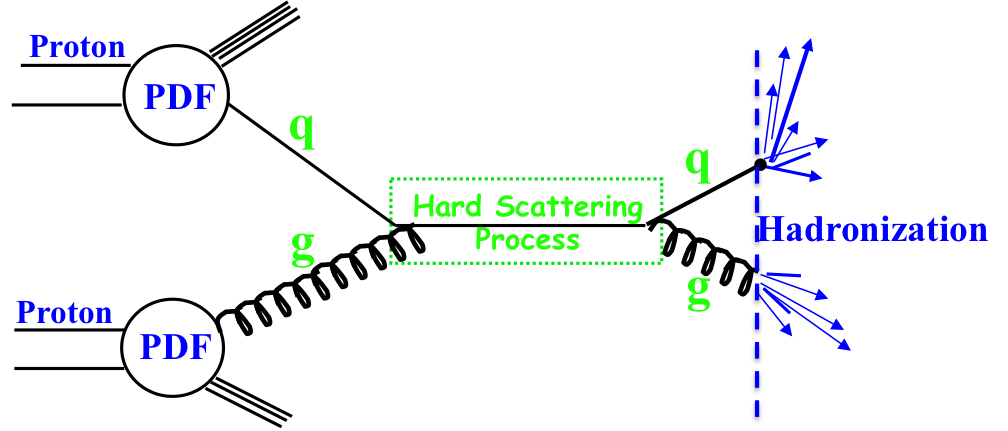 Proton
PDF
q
q
Hard Scattering
Process
Hadronization
g
g
Proton
PDF